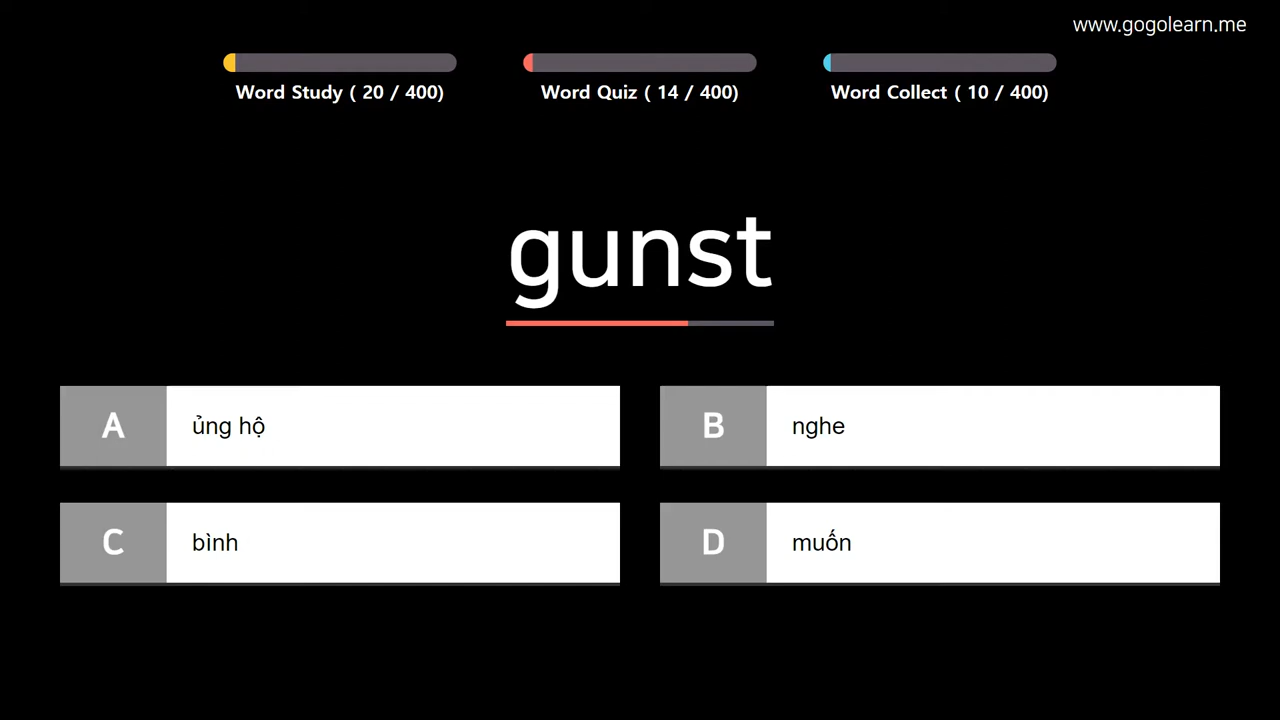 www.gogolearn.me
Word Study ( 20 / 400)
Word Quiz ( 14 / 400)
Word Collect ( 10 / 400)
gunst
A ủng hộ
B nghe
C bình
D muốn